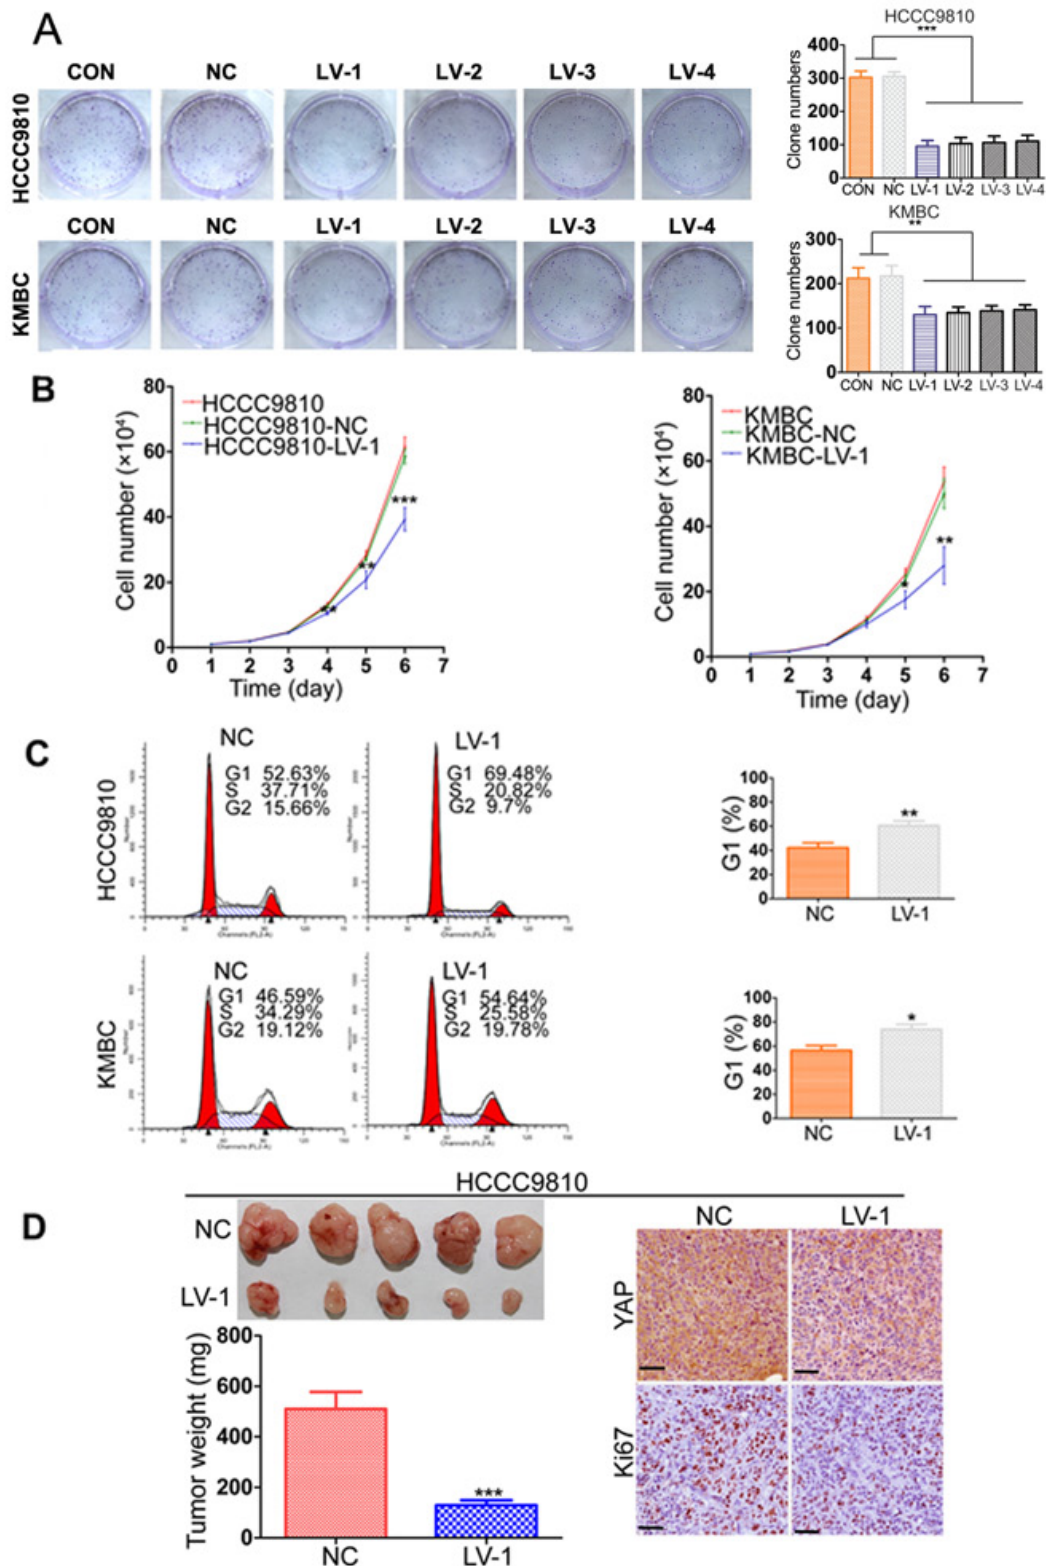 A
CON NC LV-1 LV-2 LV-3 LV-4
HCCC9810
CON NC LV-1 LV-2 LV-3 LV-4
KMBC
HCCC9810
***
Clone numbers
400
300
200
100
0
CON NC LV-1 LV-2 LV-3 LV-4
KMBC
**
Clone numbers
300
200
100
0
CON NC LV-1 LV-2 LV-3 LV-4
B
HCCC9810
HCCC9810-NC
HCCC9810-LV-1
Cell number (×10⁴)
80
60
40
20
0
***
**
**
0 1 2 3 4 5 6 7
Time (day)
KMBC
KMBC-NC
KMBC-LV-1
Cell number (×10⁴)
80
60
40
20
0
**
*
0 1 2 3 4 5 6 7
Time (day)
C
HCCC9810
NC
G1 52.63%
S 37.71%
G2 15.66%
Channels (FL2-A)
LV-1
G1 69.48%
S 20.82%
G2 9.7%
Channels (FL2-A)
G1 (%)
100
80
60
40
20
0
**
NC LV-1
KMBC
NC
G1 46.59%
S 34.29%
G2 19.12%
Channels (FL2-A)
LV-1
G1 54.64%
S 25.58%
G2 19.78%
Channels (FL2-A)
G1 (%)
100
80
60
40
20
0
*
NC LV-1
D
HCCC9810
NC
LV-1
Tumor weight (mg)
800
600
400
200
0
***
NC LV-1
NC LV-1
YAP
Ki67